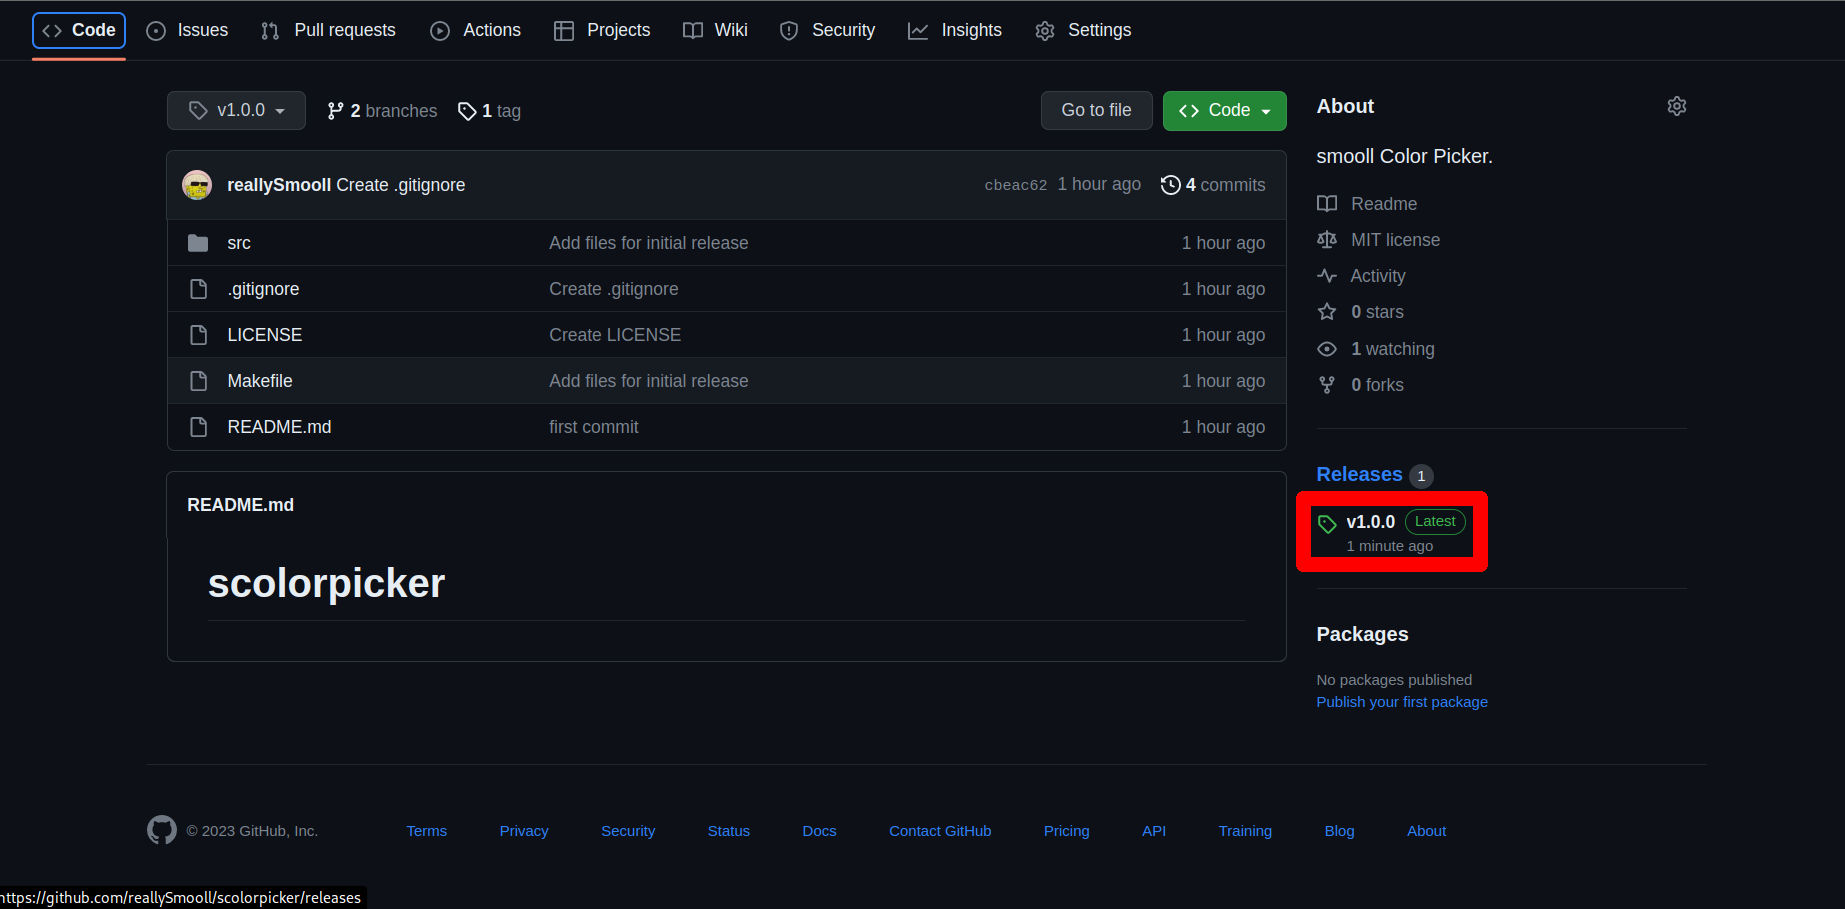 Code Issues Pull requests Actions Projects Wiki Security Insights Settings
v1.0.0 2 branches 1 tag Go to file Code
reallySmooll Create .gitignore cbeac62 1 hour ago 4 commits
src Add files for initial release 1 hour ago
.gitignore Create .gitignore 1 hour ago
LICENSE Create LICENSE 1 hour ago
Makefile Add files for initial release 1 hour ago
README.md first commit 1 hour ago
README.md
scolorpicker
About
smooll Color Picker.
Readme
MIT license
Activity
0 stars
1 watching
0 forks
Releases 1
v1.0.0 Latest
1 minute ago
Packages
No packages published
Publish your first package
© 2023 GitHub, Inc. Terms Privacy Security Status Docs Contact GitHub Pricing API Training Blog About
https://github.com/reallySmooll/scolorpicker/releases